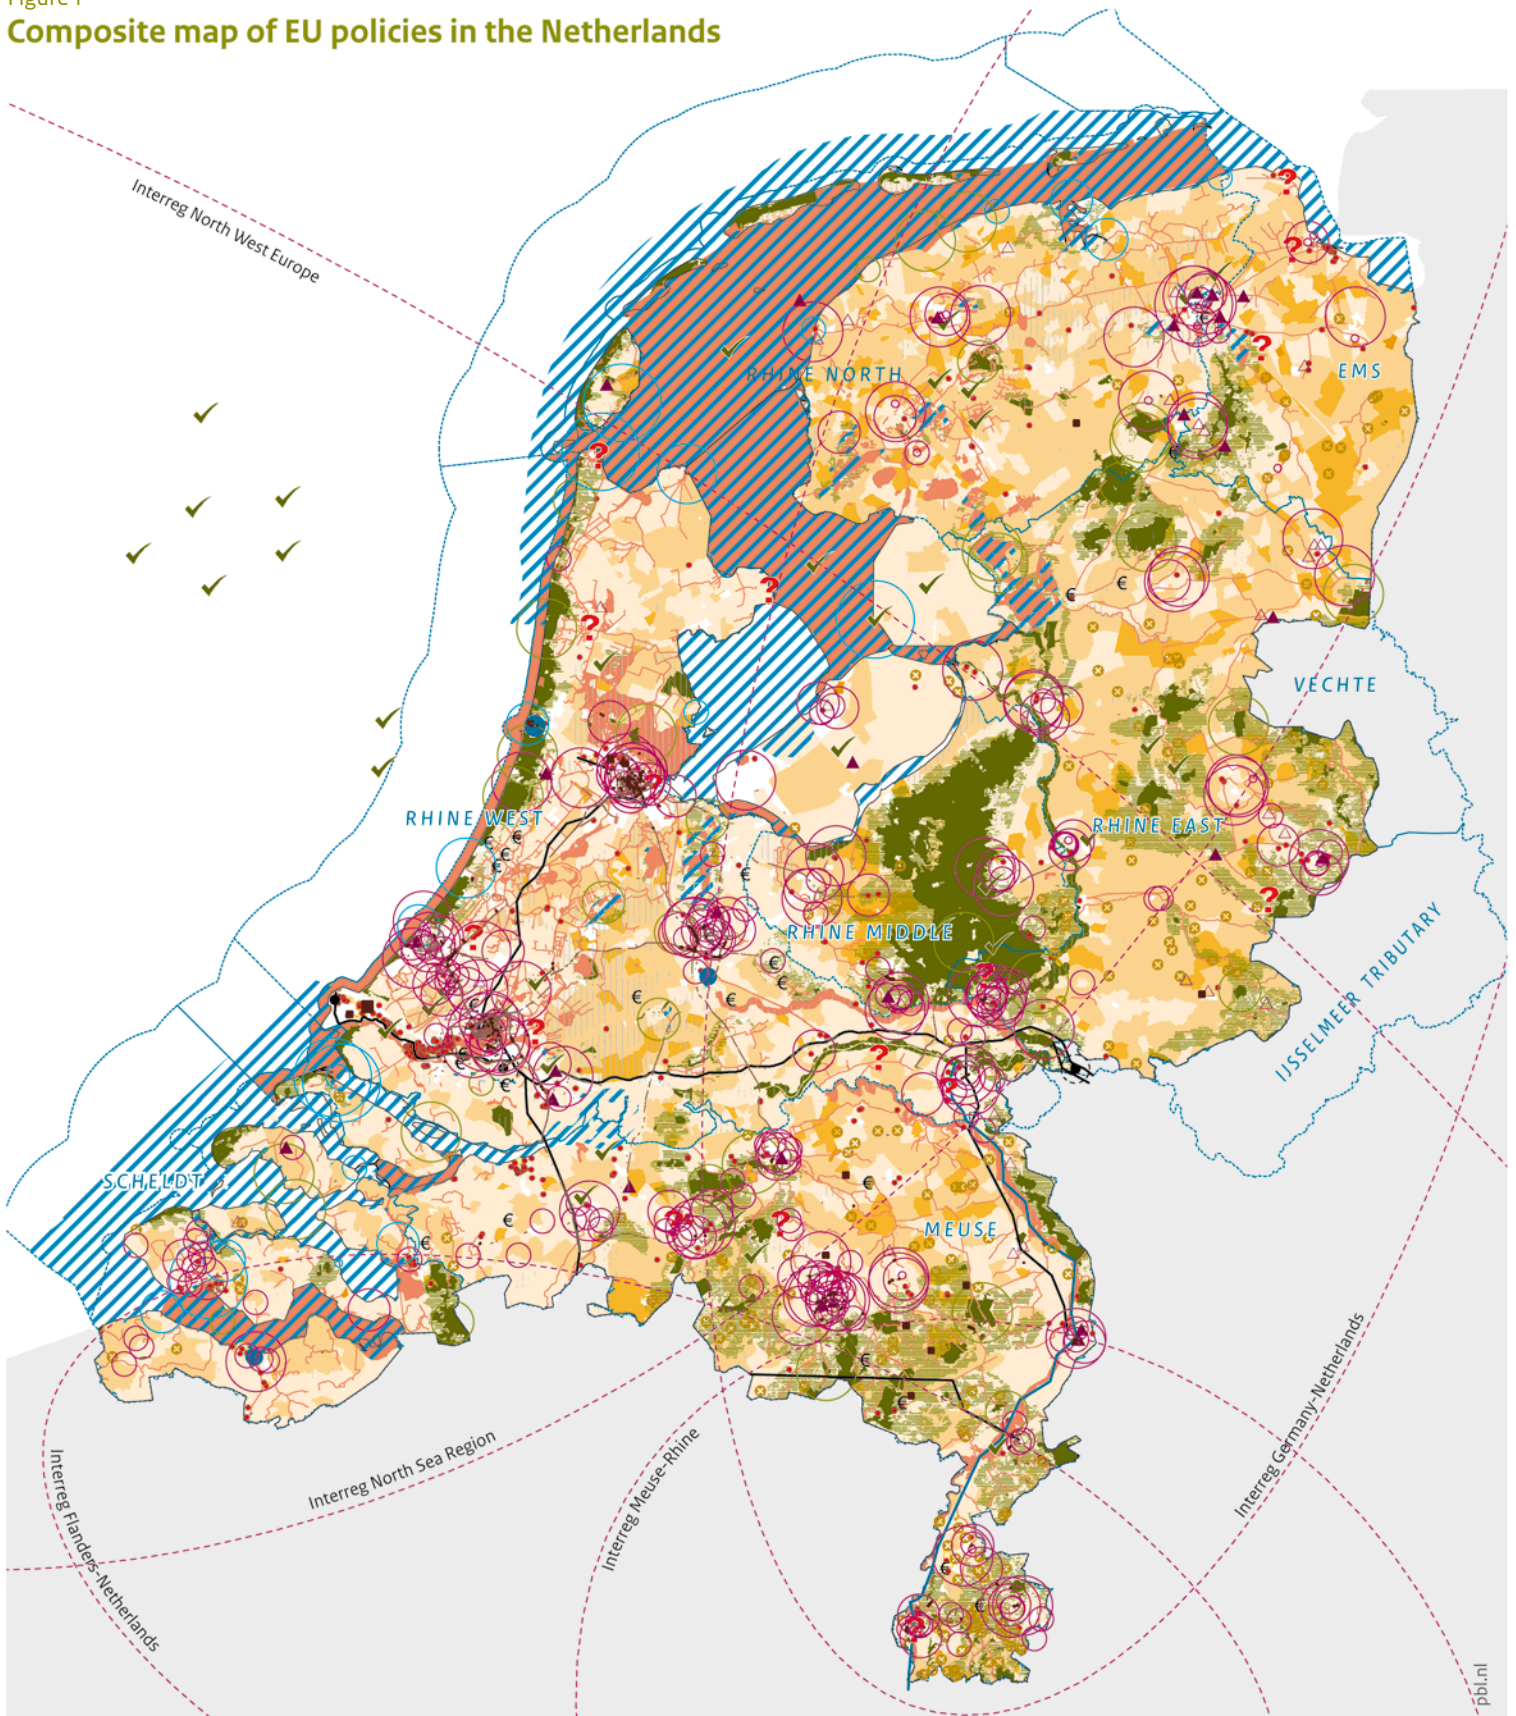 Figure 1
Composite map of EU policies in the Netherlands
Interreg North West Europe
RHINE NORTH
EMS
VECHTE
RHINE WEST
RHINE EAST
RHINE MIDDLE
IJSSELMEER TRIBUTARY
SCHELDT
MEUSE
Interreg Germany-Netherlands
Interreg North Sea Region
Interreg Meuse-Rhine
Interreg Flanders-Netherlands
pbl.nl